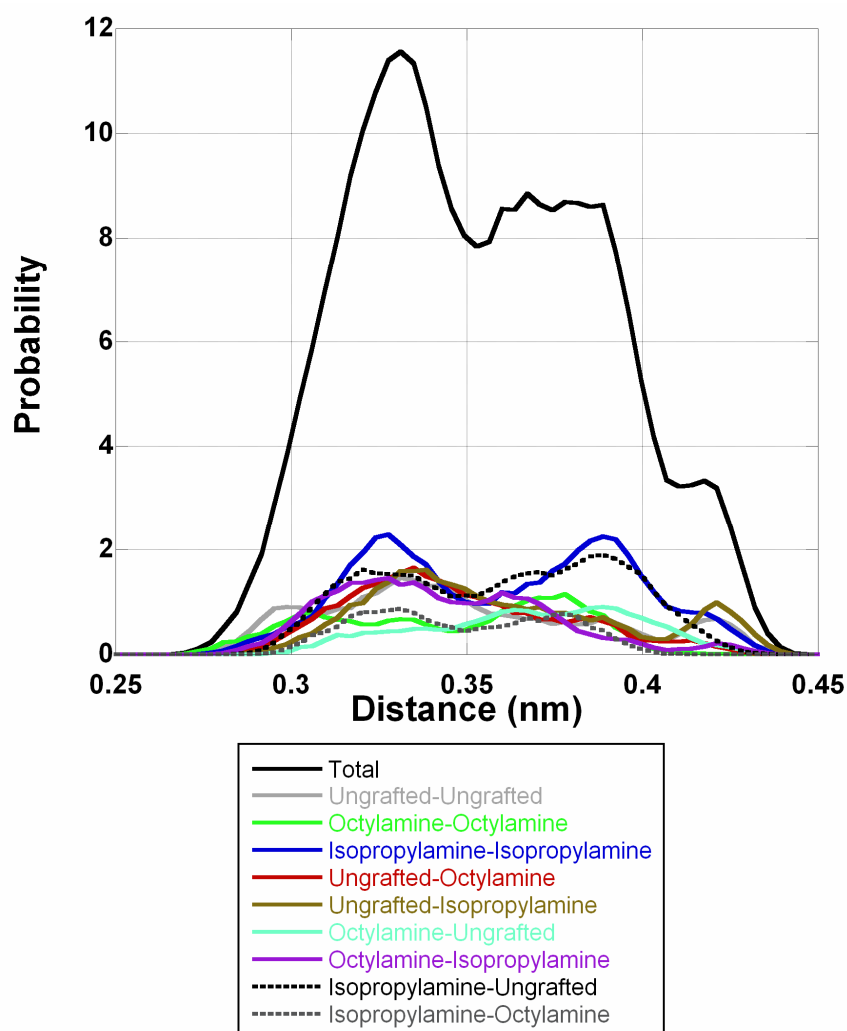 12
10
8
6
4
2
0
Probability
0.25 0.3 0.35 0.4 0.45
Distance (nm)
Total
Ungrafted-Ungrafted
Octylamine-Octylamine
Isopropylamine-Isopropylamine
Ungrafted-Octylamine
Ungrafted-Isopropylamine
Octylamine-Ungrafted
Octylamine-Isopropylamine
Isopropylamine-Ungrafted
Isopropylamine-Octylamine